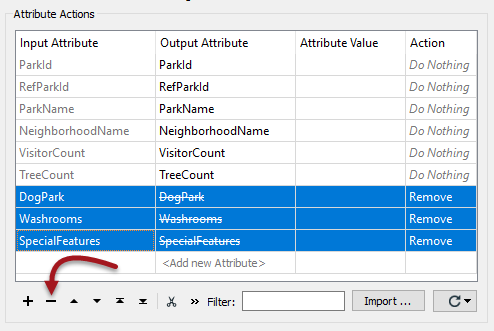 Attribute Actions
Input Attribute Output Attribute Attribute Value Action
ParkId ParkId Do Nothing
RefParkId RefParkId Do Nothing
ParkName ParkName Do Nothing
NeighborhoodName NeighborhoodName Do Nothing
VisitorCount VisitorCount Do Nothing
TreeCount TreeCount Do Nothing
DogPark DogPark Remove
Washrooms Washrooms Remove
SpecialFeatures SpecialFeatures Remove
<Add new Attribute>
Filter: Import ...